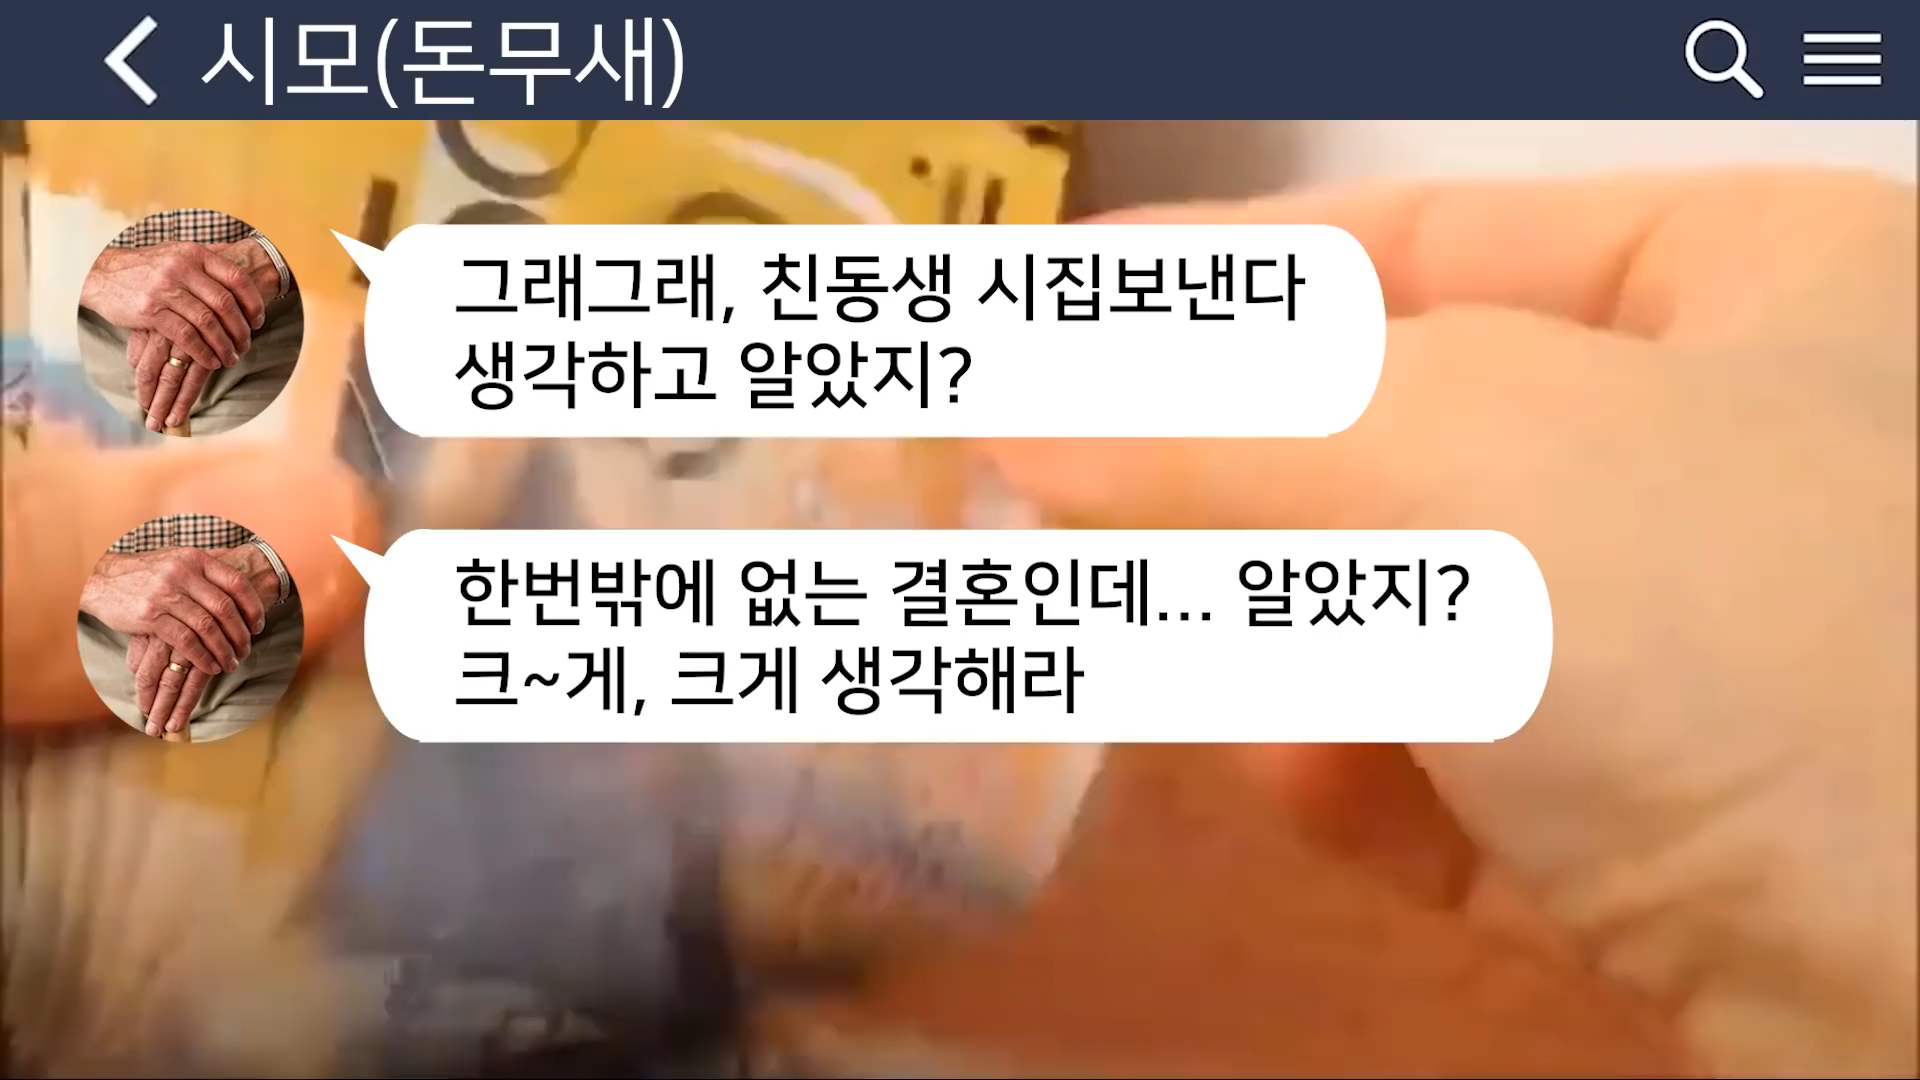 시모(돈무새)
그래그래, 친동생 시집보낸다
생각하고 알았지?
한번밖에 없는 결혼인데... 알았지?
크~게, 크게 생각해라